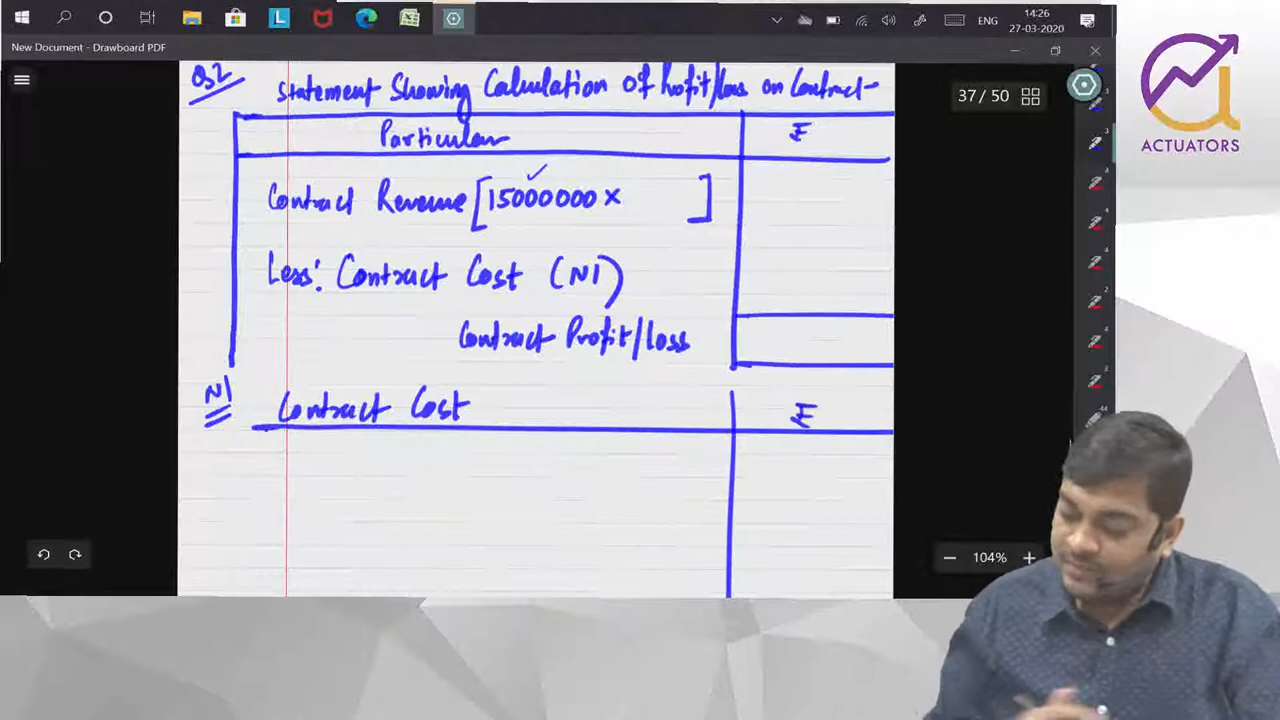 14:26
ENG
27-03-2020
New Document - Drawboard PDF
Qs2
Statement Showing Calculation of Profit/loss on Contract-
37 / 50
Particular
₹
ACTUATORS
Contract Revenue [15000000 × ]
Less: Contract Cost (N1)
Contract Profit/Loss
N1
Contract Cost
₹
104%